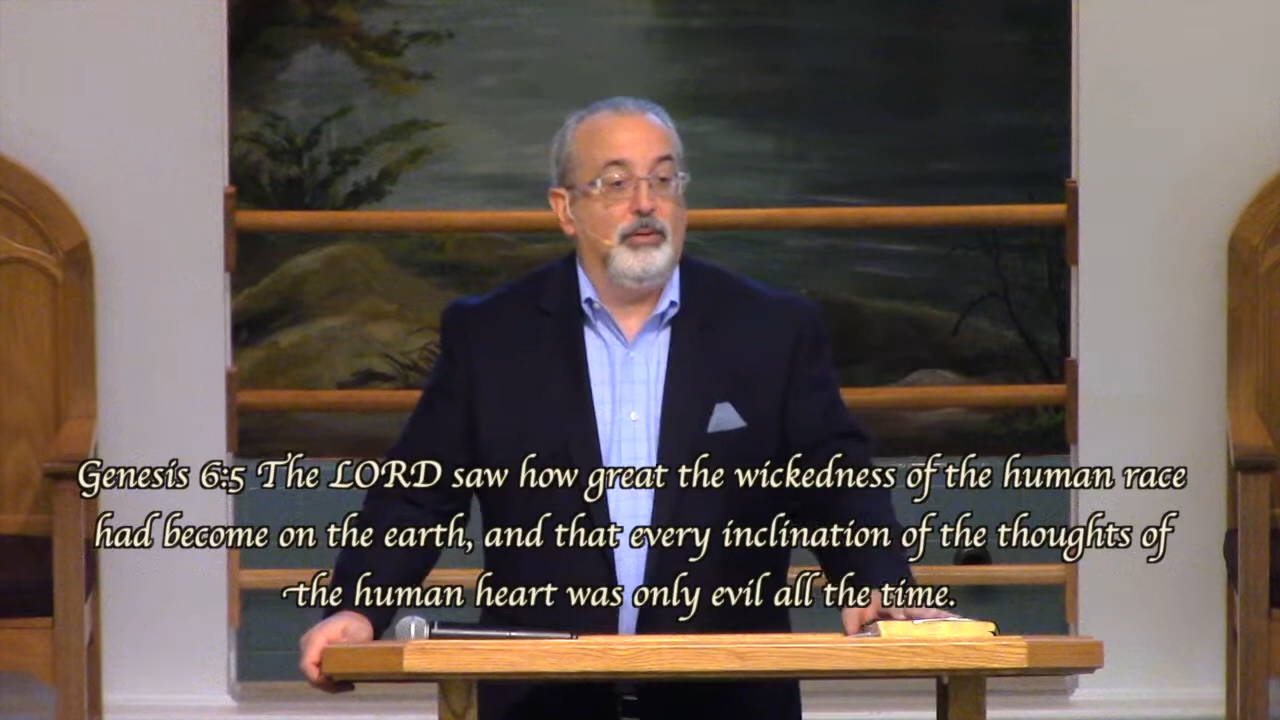 Genesis 6:5 The LORD saw how great the wickedness of the human race
had become on the earth, and that every inclination of the thoughts of
the human heart was only evil all the time.